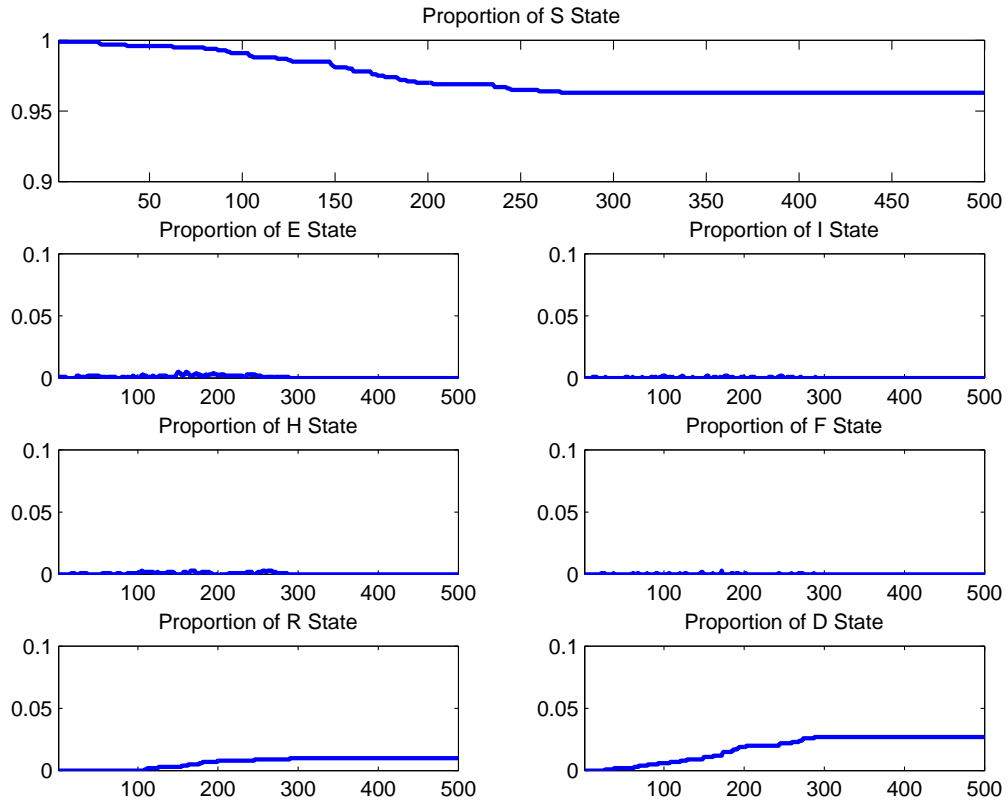 Proportion of S State
1
0.95
0.9
50 100 150 200 250 300 350 400 450 500
Proportion of E State
0.1
0.05
0
100 200 300 400 500
Proportion of I State
0.1
0.05
0
100 200 300 400 500
Proportion of H State
0.1
0.05
0
100 200 300 400 500
Proportion of F State
0.1
0.05
0
100 200 300 400 500
Proportion of R State
0.1
0.05
0
100 200 300 400 500
Proportion of D State
0.1
0.05
0
100 200 300 400 500